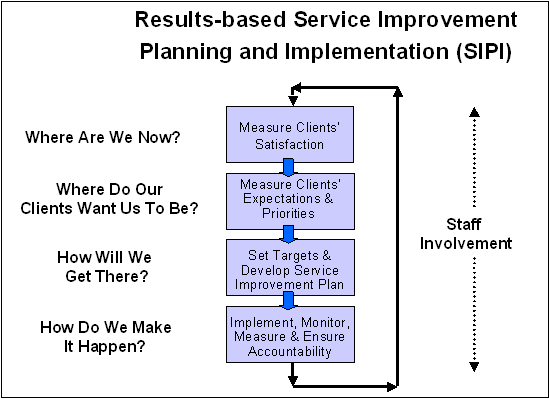 Results-based Service Improvement
Planning and Implementation (SIPI)
Where Are We Now?
Measure Clients'
Satisfaction
Where Do Our
Clients Want Us To Be?
Measure Clients'
Expectations &
Priorities
How Will We
Get There?
Set Targets &
Develop Service
Improvement Plan
How Do We Make
It Happen?
Implement, Monitor,
Measure & Ensure
Accountability
Staff
Involvement